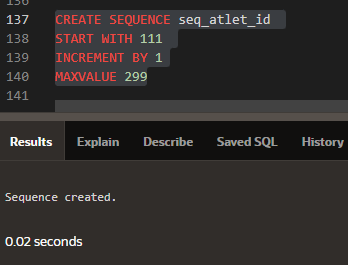 137 CREATE SEQUENCE seq_atlet_id
138 START WITH 111
139 INCREMENT BY 1
140 MAXVALUE 299
141
Results Explain Describe Saved SQL History
Sequence created.
0.02 seconds